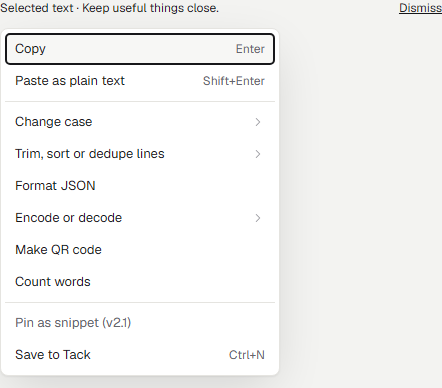 Selected text · Keep useful things close. Dismiss
Copy Enter
Paste as plain text Shift+Enter
Change case
Trim, sort or dedupe lines
Format JSON
Encode or decode
Make QR code
Count words
Pin as snippet (v2.1)
Save to Tack Ctrl+N